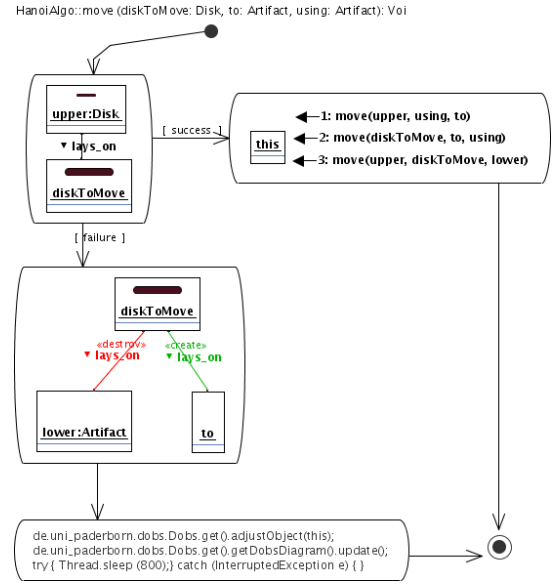 HanoiAlgo::move (diskToMove: Disk, to: Artifact, using: Artifact): Voi
upper:Disk
▼ lays_on
diskToMove
[ success ]
1: move(upper, using, to)
this
2: move(diskToMove, to, using)
3: move(upper, diskToMove, lower)
[ failure ]
diskToMove
«destroy» «create»
▼ lays_on ▼ lays_on
lower:Artifact
to
de.uni_paderborn.dobs.Dobs.get().adjustObject(this);
de.uni_paderborn.dobs.Dobs.get().getDobsDiagram().update();
try { Thread.sleep (800);} catch (InterruptedException e) { }